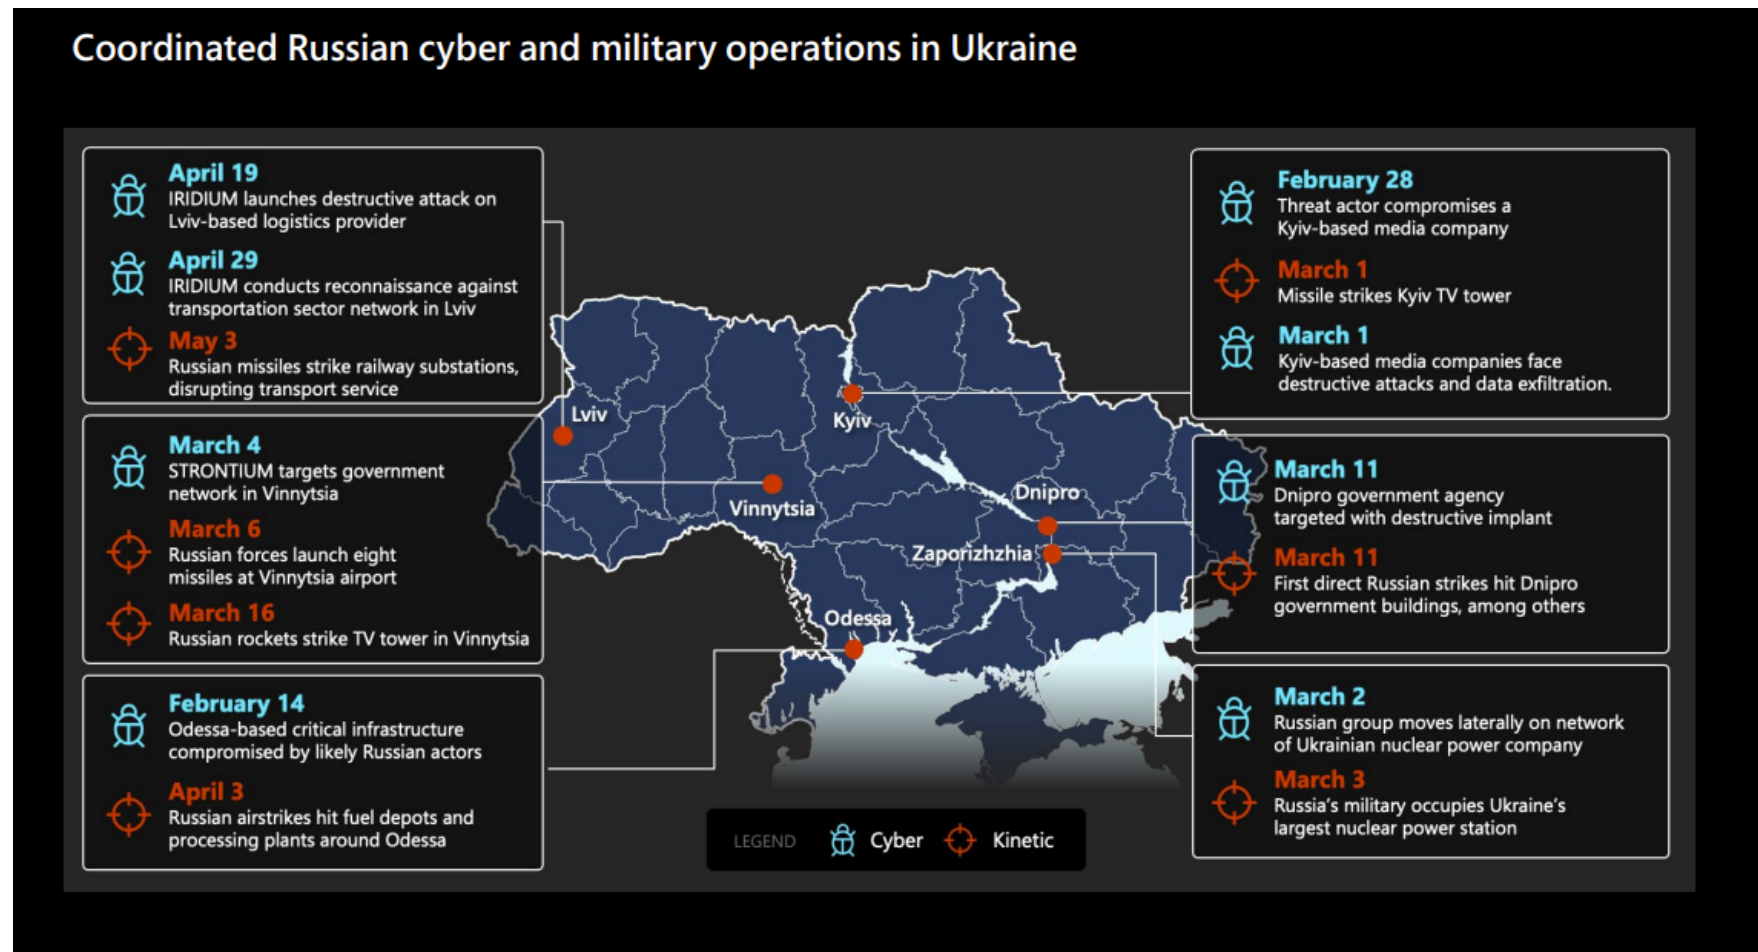 Coordinated Russian cyber and military operations in Ukraine
April 19
IRIDIUM launches destructive attack on
Lviv-based logistics provider
April 29
IRIDIUM conducts reconnaissance against
transportation sector network in Lviv
May 3
Russian missiles strike railway substations,
disrupting transport service
March 4
STRONTIUM targets government
network in Vinnytsia
March 6
Russian forces launch eight
missiles at Vinnytsia airport
March 16
Russian rockets strike TV tower in Vinnytsia
February 14
Odessa-based critical infrastructure
compromised by likely Russian actors
April 3
Russian airstrikes hit fuel depots and
processing plants around Odessa
Lviv
Kyiv
Vinnytsia
Dnipro
Zaporizhzhia
Odessa
February 28
Threat actor compromises a
Kyiv-based media company
March 1
Missile strikes Kyiv TV tower
March 1
Kyiv-based media companies face
destructive attacks and data exfiltration.
March 11
Dnipro government agency
targeted with destructive implant
March 11
First direct Russian strikes hit Dnipro
government buildings, among others
March 2
Russian group moves laterally on network
of Ukrainian nuclear power company
March 3
Russia's military occupies Ukraine's
largest nuclear power station
LEGEND Cyber Kinetic